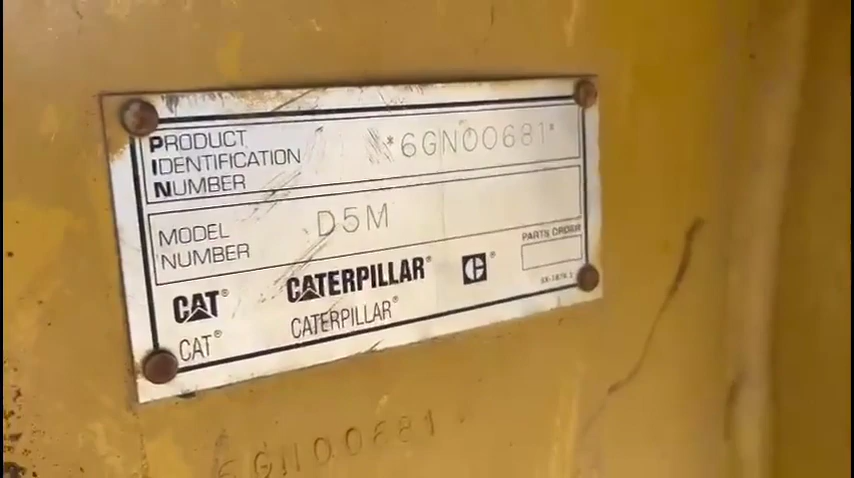 PRODUCT
IDENTIFICATION
NUMBER
*6GN00681*
MODEL
NUMBER
D5M
PARTS ORDER
CAT®
CATERPILLAR®
C®
CAT®
CATERPILLAR®
6GN00681